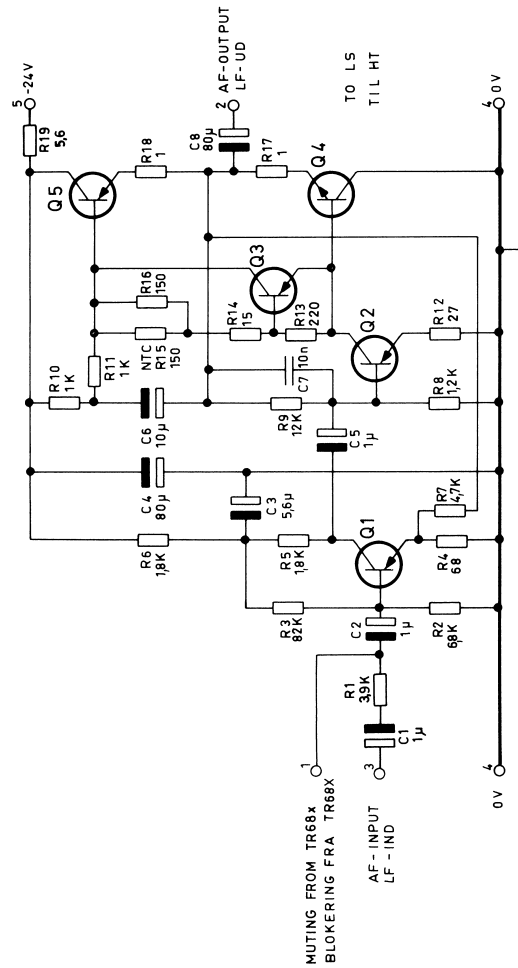 5
-24V
R19
5,6
Q5
R18
1
C8
80µ
2
AF-OUTPUT
LF-UD
R17
1
Q4
TO LS
TIL HT
4
0V
R10
1K
R11
1K
NTC
R15
150
R16
150
C6
10µ
R14
15
Q3
R13
220
C7
10n
R9
12K
Q2
R12
27
R8
1,2K
C4
80µ
C3
5,6µ
C5
1µ
R6
1,8K
R5
1,8K
R7
4,7K
Q1
R4
68
R3
82K
C2
1µ
R2
68K
R1
3,9K
C1
1µ
1
MUTING FROM TR68x
BLOKERING FRA TR68X
3
AF-INPUT
LF-IND
4
0V